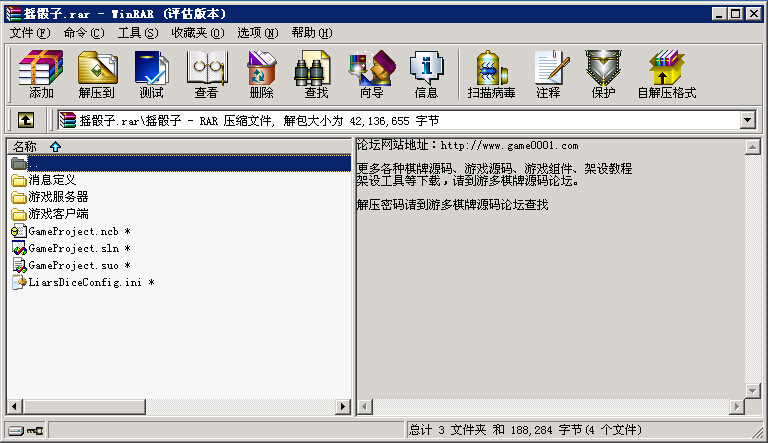 摇骰子.rar - WinRAR (评估版本)
文件(F) 命令(C) 工具(S) 收藏夹(O) 选项(N) 帮助(H)
添加 解压到 测试 查看 删除 查找 向导 信息 扫描病毒 注释 保护 自解压格式
摇骰子.rar\摇骰子 - RAR 压缩文件, 解包大小为 42,136,655 字节
名称
..
消息定义
游戏服务器
游戏客户端
GameProject.ncb *
GameProject.sln *
GameProject.suo *
LiarsDiceConfig.ini *
论坛网站地址：http://www.game0001.com
更多各种棋牌源码、游戏源码、游戏组件、架设教程
架设工具等下载，请到游多棋牌源码论坛。
解压密码请到游多棋牌源码论坛查找
总计 3 文件夹 和 188,284 字节(4 个文件)